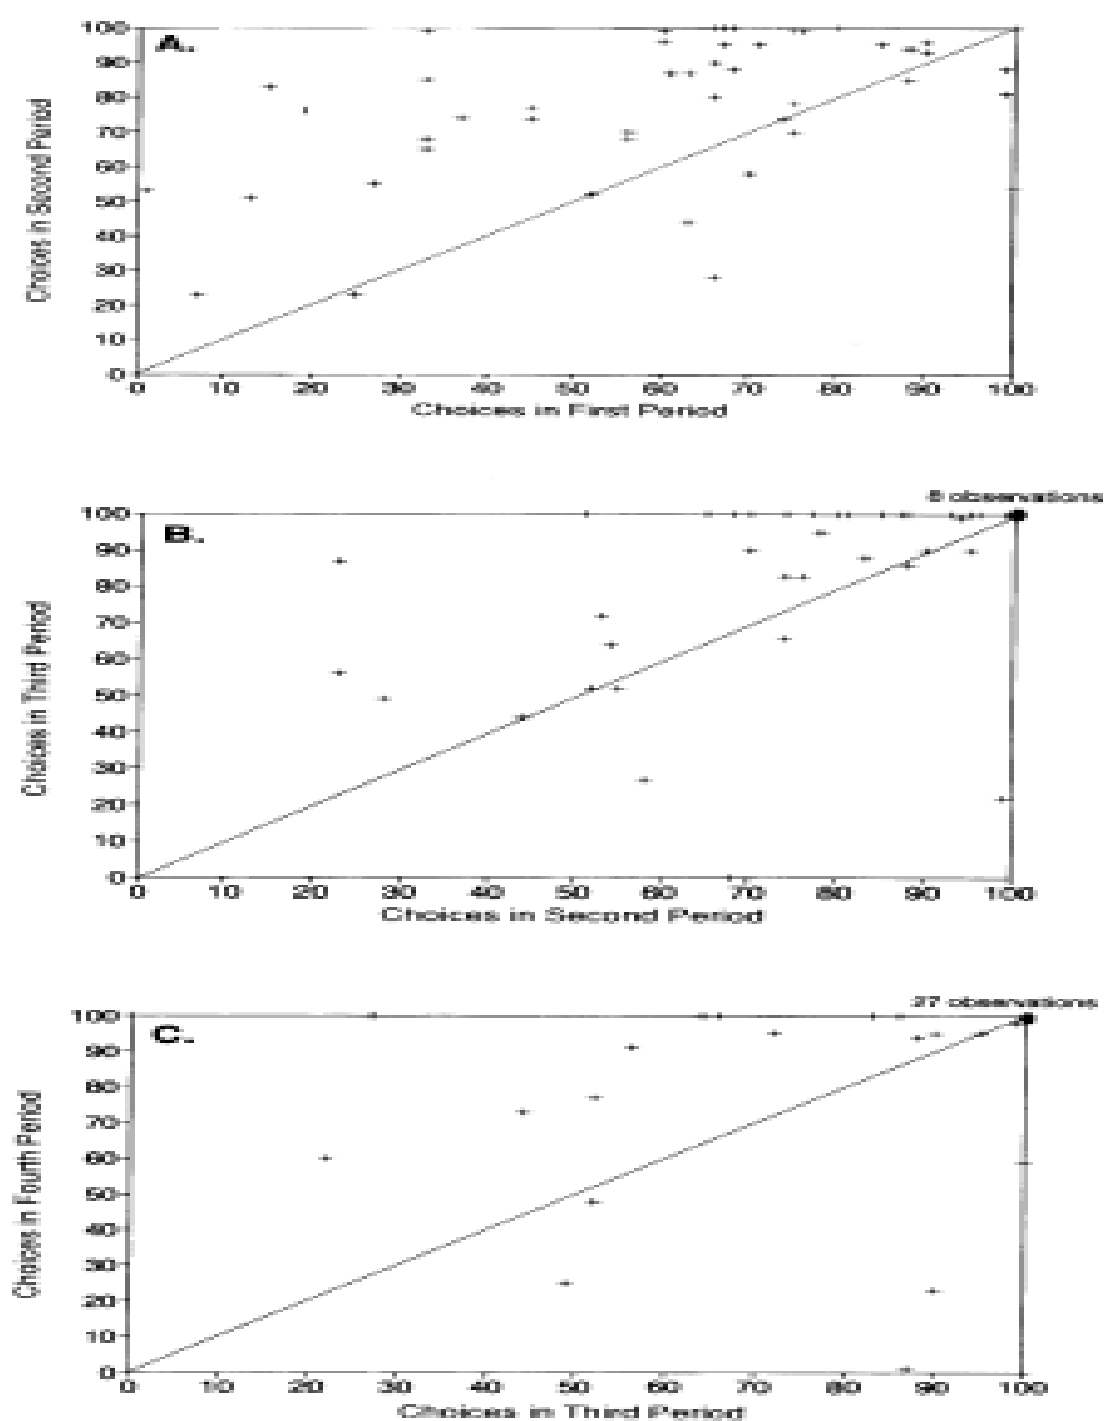 A.
100
90
80
70
60
50
40
30
20
10
0
Choices in Second Period
0 10 20 30 40 50 60 70 80 90 100
Choices in First Period
8 observations
B.
100
90
80
70
60
50
40
30
20
10
0
Choices in Third Period
0 10 20 30 40 50 60 70 80 90 100
Choices in Second Period
27 observations
C.
100
90
80
70
60
50
40
30
20
10
0
Choices in Fourth Period
0 10 20 30 40 50 60 70 80 90 100
Choices in Third Period